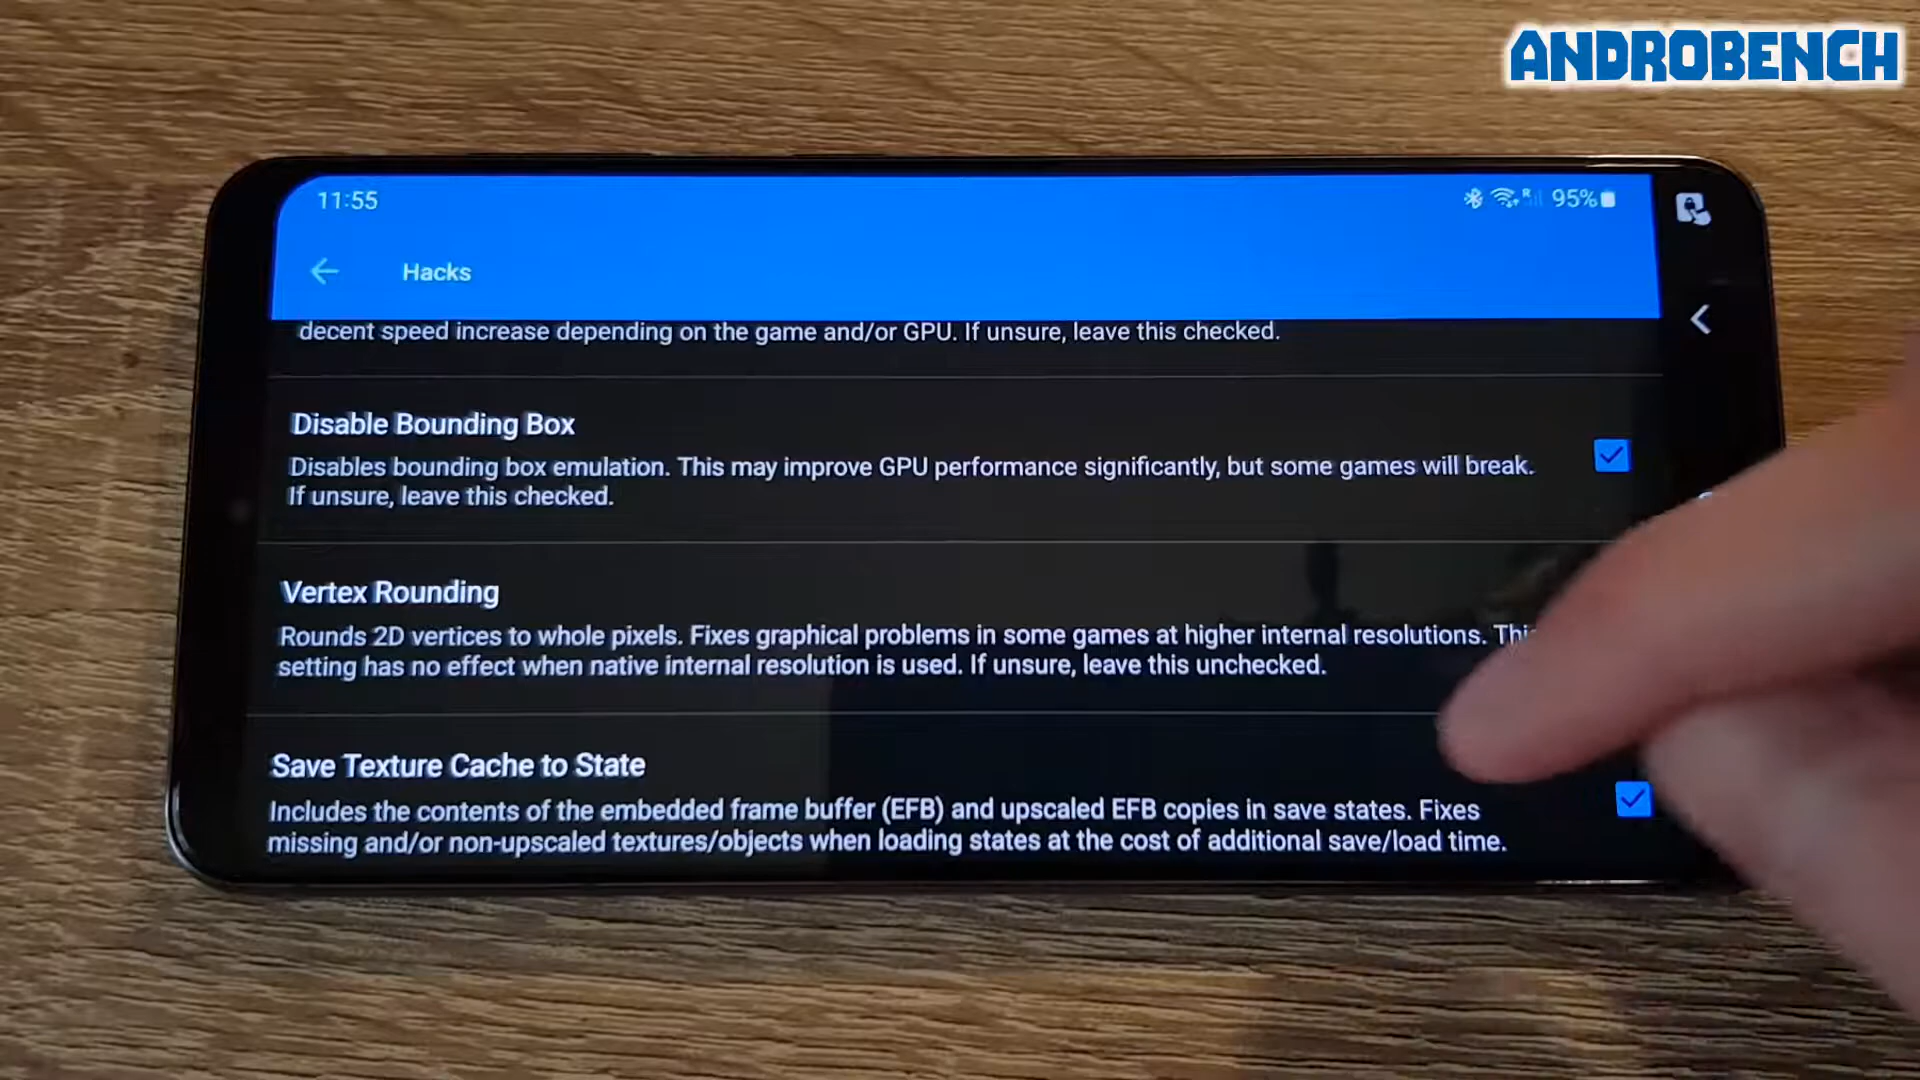 ANDROBENCH
11:55
R 95%
Hacks
decent speed increase depending on the game and/or GPU. If unsure, leave this checked.
Disable Bounding Box
Disables bounding box emulation. This may improve GPU performance significantly, but some games will break.
If unsure, leave this checked.
Vertex Rounding
Rounds 2D vertices to whole pixels. Fixes graphical problems in some games at higher internal resolutions. This
setting has no effect when native internal resolution is used. If unsure, leave this unchecked.
Save Texture Cache to State
Includes the contents of the embedded frame buffer (EFB) and upscaled EFB copies in save states. Fixes
missing and/or non-upscaled textures/objects when loading states at the cost of additional save/load time.